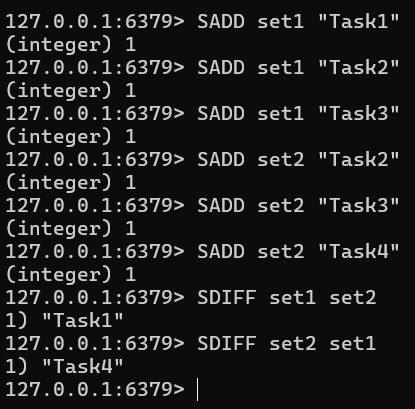 127.0.0.1:6379> SADD set1 "Task1"
(integer) 1
127.0.0.1:6379> SADD set1 "Task2"
(integer) 1
127.0.0.1:6379> SADD set1 "Task3"
(integer) 1
127.0.0.1:6379> SADD set2 "Task2"
(integer) 1
127.0.0.1:6379> SADD set2 "Task3"
(integer) 1
127.0.0.1:6379> SADD set2 "Task4"
(integer) 1
127.0.0.1:6379> SDIFF set1 set2
1) "Task1"
127.0.0.1:6379> SDIFF set2 set1
1) "Task4"
127.0.0.1:6379>